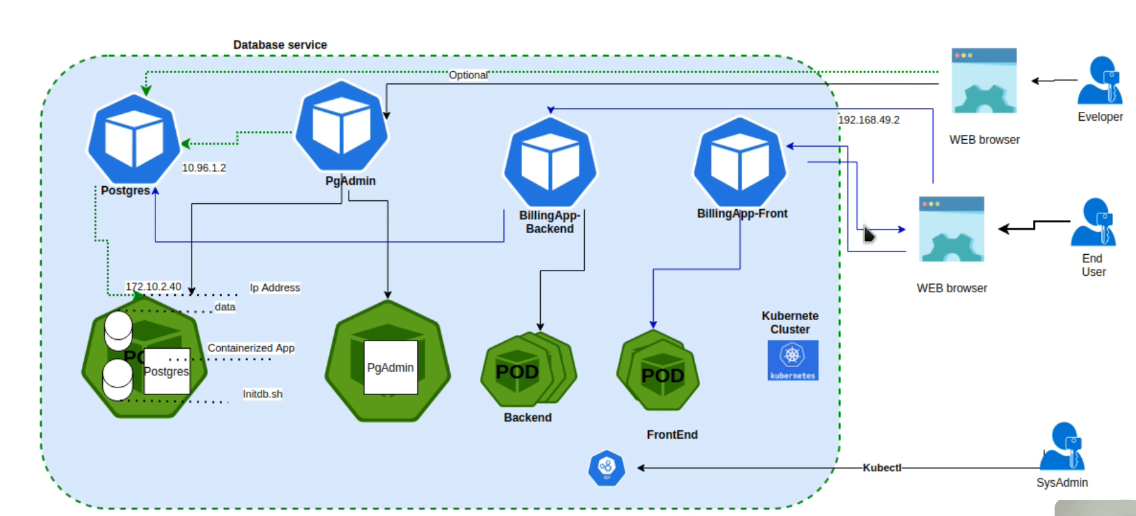 Database service
Optional
192.168.49.2
WEB browser
Eveloper
Postgres
10.96.1.2
PgAdmin
BillingApp-
Backend
BillingApp-Front
WEB browser
End
User
172.10.2.40
Ip Address
data
Containerized App
Initdb.sh
Postgres
PgAdmin
POD
Backend
POD
FrontEnd
Kubernete
Cluster
kubernetes
Kubectl
SysAdmin